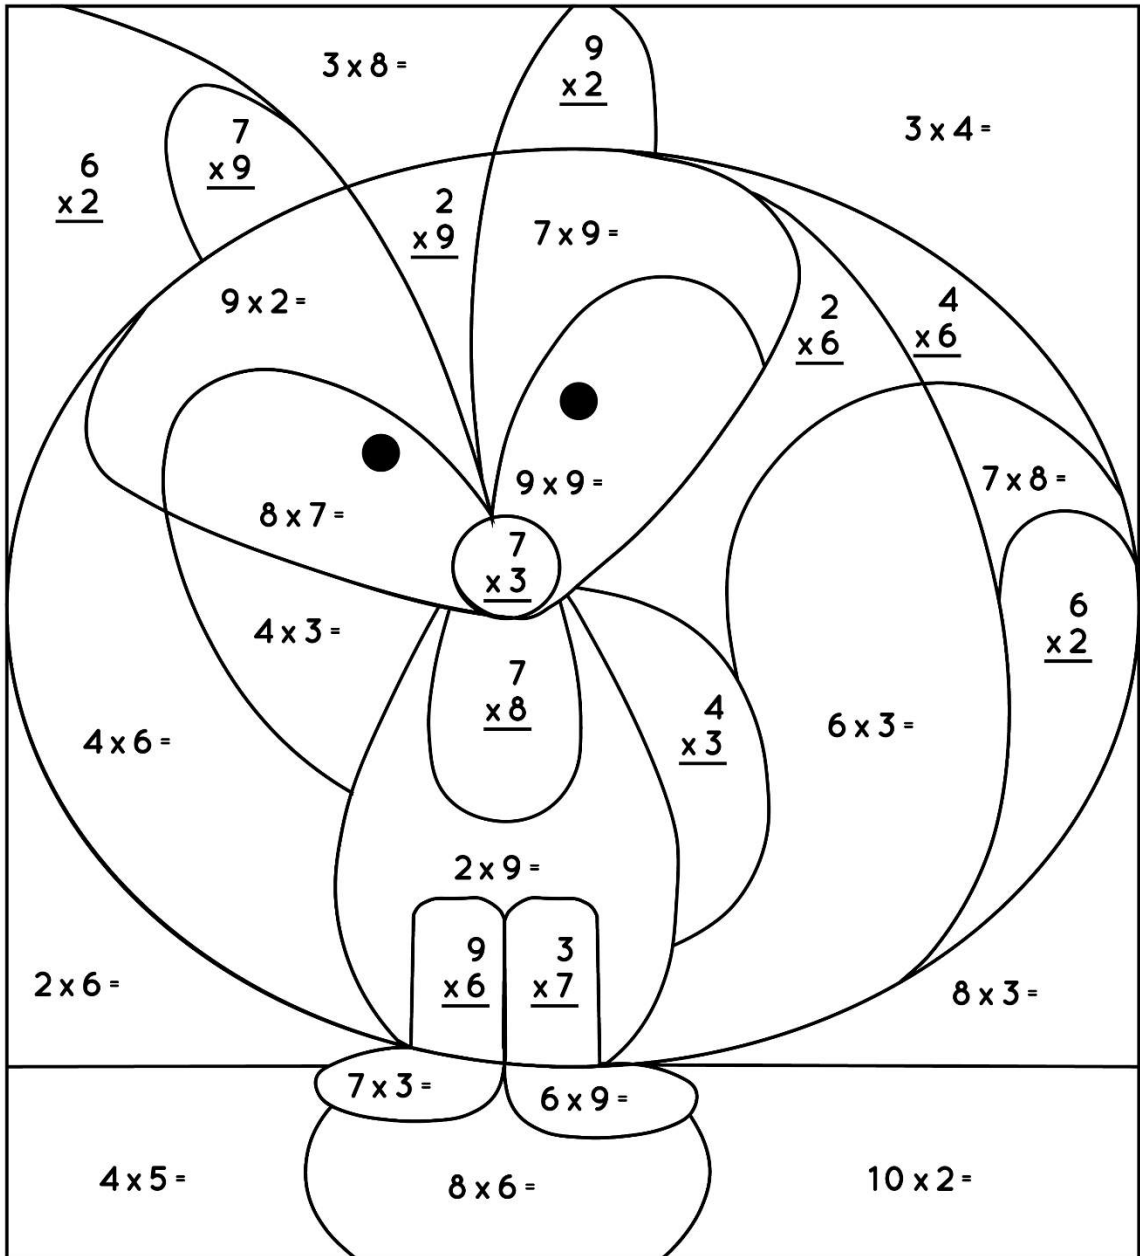 3 x 8 =
9
x 2
3 x 4 =
7
x 9
6
x 2
2
x 9
7 x 9 =
9 x 2 =
2
x 6
4
x 6
8 x 7 =
9 x 9 =
7 x 8 =
7
x 3
4 x 3 =
6
x 2
7
x 8
4
x 3
4 x 6 =
6 x 3 =
2 x 9 =
9
x 6
3
x 7
2 x 6 =
8 x 3 =
7 x 3 =
6 x 9 =
4 x 5 =
8 x 6 =
10 x 2 =